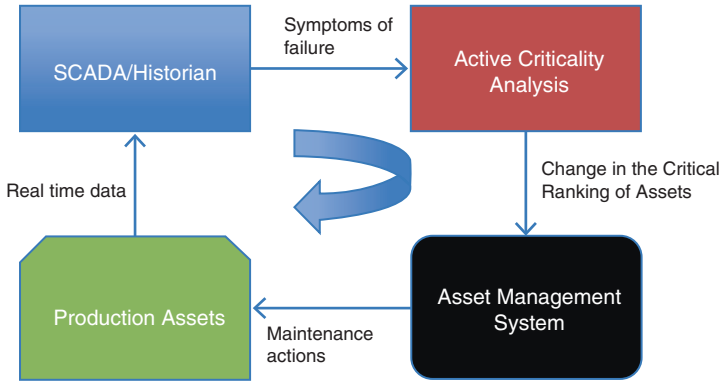 Symptoms of
failure
SCADA/Historian
Active Criticality
Analysis
Real time data
Change in the Critical
Ranking of Assets
Production Assets
Maintenance
actions
Asset Management
System